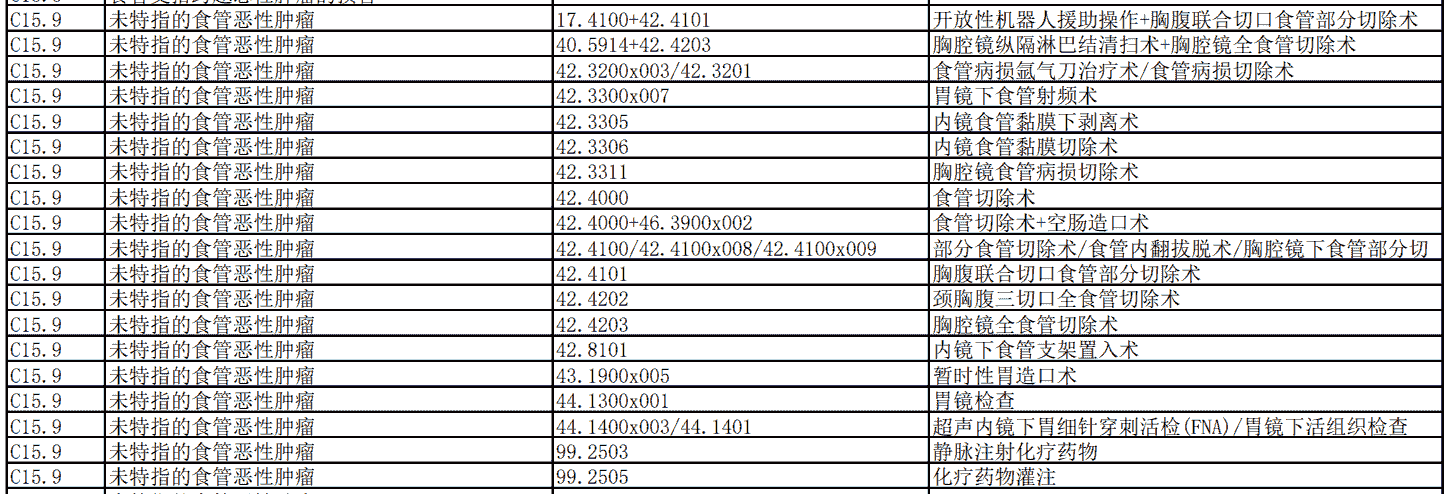 C15.9 未特指的食管恶性肿瘤 17.4100+42.4101 开放性机器人援助操作+胸腹联合切口食管部分切除术
C15.9 未特指的食管恶性肿瘤 40.5914+42.4203 胸腔镜纵隔淋巴结清扫术+胸腔镜全食管切除术
C15.9 未特指的食管恶性肿瘤 42.3200x003/42.3201 食管病损氩气刀治疗术/食管病损切除术
C15.9 未特指的食管恶性肿瘤 42.3300x007 胃镜下食管射频术
C15.9 未特指的食管恶性肿瘤 42.3305 内镜食管黏膜下剥离术
C15.9 未特指的食管恶性肿瘤 42.3306 内镜食管黏膜切除术
C15.9 未特指的食管恶性肿瘤 42.3311 胸腔镜食管病损切除术
C15.9 未特指的食管恶性肿瘤 42.4000 食管切除术
C15.9 未特指的食管恶性肿瘤 42.4000+46.3900x002 食管切除术+空肠造口术
C15.9 未特指的食管恶性肿瘤 42.4100/42.4100x008/42.4100x009 部分食管切除术/食管内翻拔脱术/胸腔镜下食管部分切
C15.9 未特指的食管恶性肿瘤 42.4101 胸腹联合切口食管部分切除术
C15.9 未特指的食管恶性肿瘤 42.4202 颈胸腹三切口全食管切除术
C15.9 未特指的食管恶性肿瘤 42.4203 胸腔镜全食管切除术
C15.9 未特指的食管恶性肿瘤 42.8101 内镜下食管支架置入术
C15.9 未特指的食管恶性肿瘤 43.1900x005 暂时性胃造口术
C15.9 未特指的食管恶性肿瘤 44.1300x001 胃镜检查
C15.9 未特指的食管恶性肿瘤 44.1400x003/44.1401 超声内镜下胃细针穿刺活检(FNA)/胃镜下活组织检查
C15.9 未特指的食管恶性肿瘤 99.2503 静脉注射化疗药物
C15.9 未特指的食管恶性肿瘤 99.2505 化疗药物灌注